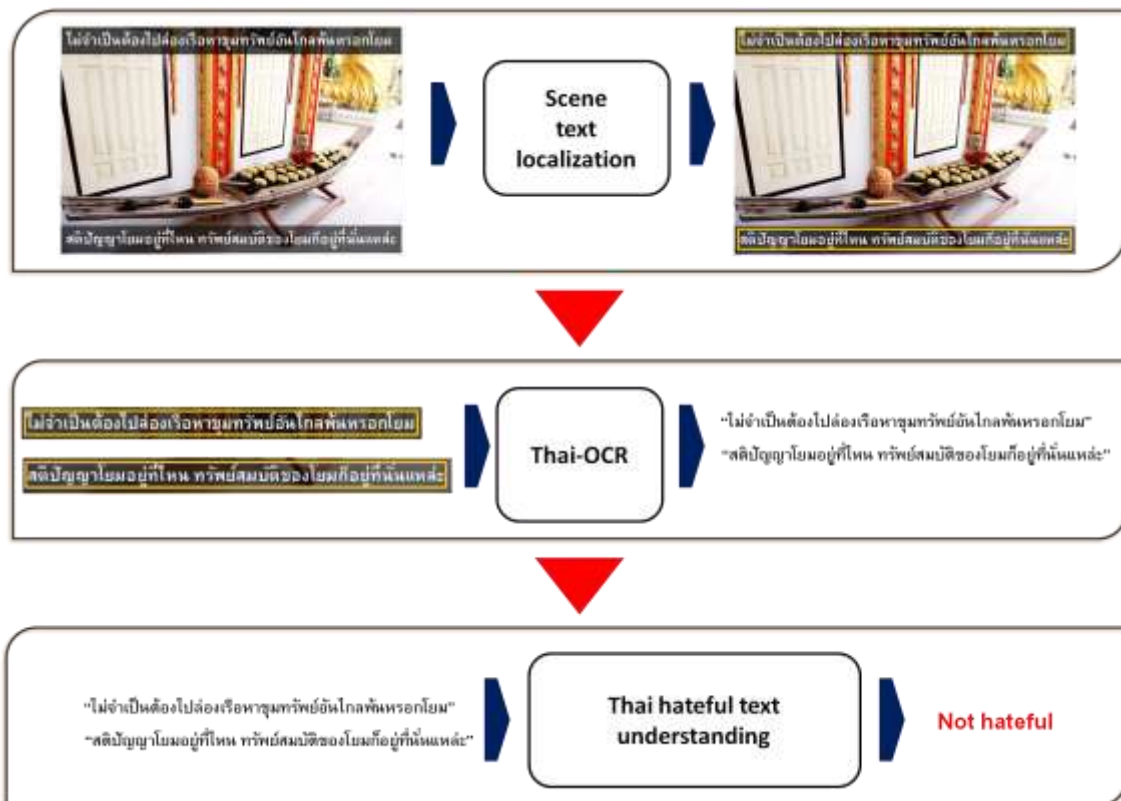 ไม่จำเป็นต้องไปล่องเรือหาขุมทรัพย์อันไกลพ้นหรอกโยม
ไม่จำเป็นต้องไปล่องเรือหาขุมทรัพย์อันไกลพ้นหรอกโยม
Scene
text
localization
สติปัญญาโยมอยู่ที่ไหน ทรัพย์สมบัติของโยมก็อยู่ที่นั่นแหล่ะ
สติปัญญาโยมอยู่ที่ไหน ทรัพย์สมบัติของโยมก็อยู่ที่นั่นแหล่ะ
ไม่จำเป็นต้องไปล่องเรือหาขุมทรัพย์อันไกลพ้นหรอกโยม
สติปัญญาโยมอยู่ที่ไหน ทรัพย์สมบัติของโยมก็อยู่ที่นั่นแหล่ะ
Thai-OCR
“ไม่จำเป็นต้องไปล่องเรือหาขุมทรัพย์อันไกลพ้นหรอกโยม”
“สติปัญญาโยมอยู่ที่ไหน ทรัพย์สมบัติของโยมก็อยู่ที่นั่นแหล่ะ”
“ไม่จำเป็นต้องไปล่องเรือหาขุมทรัพย์อันไกลพ้นหรอกโยม”
“สติปัญญาโยมอยู่ที่ไหน ทรัพย์สมบัติของโยมก็อยู่ที่นั่นแหล่ะ”
Thai hateful text
understanding
Not hateful